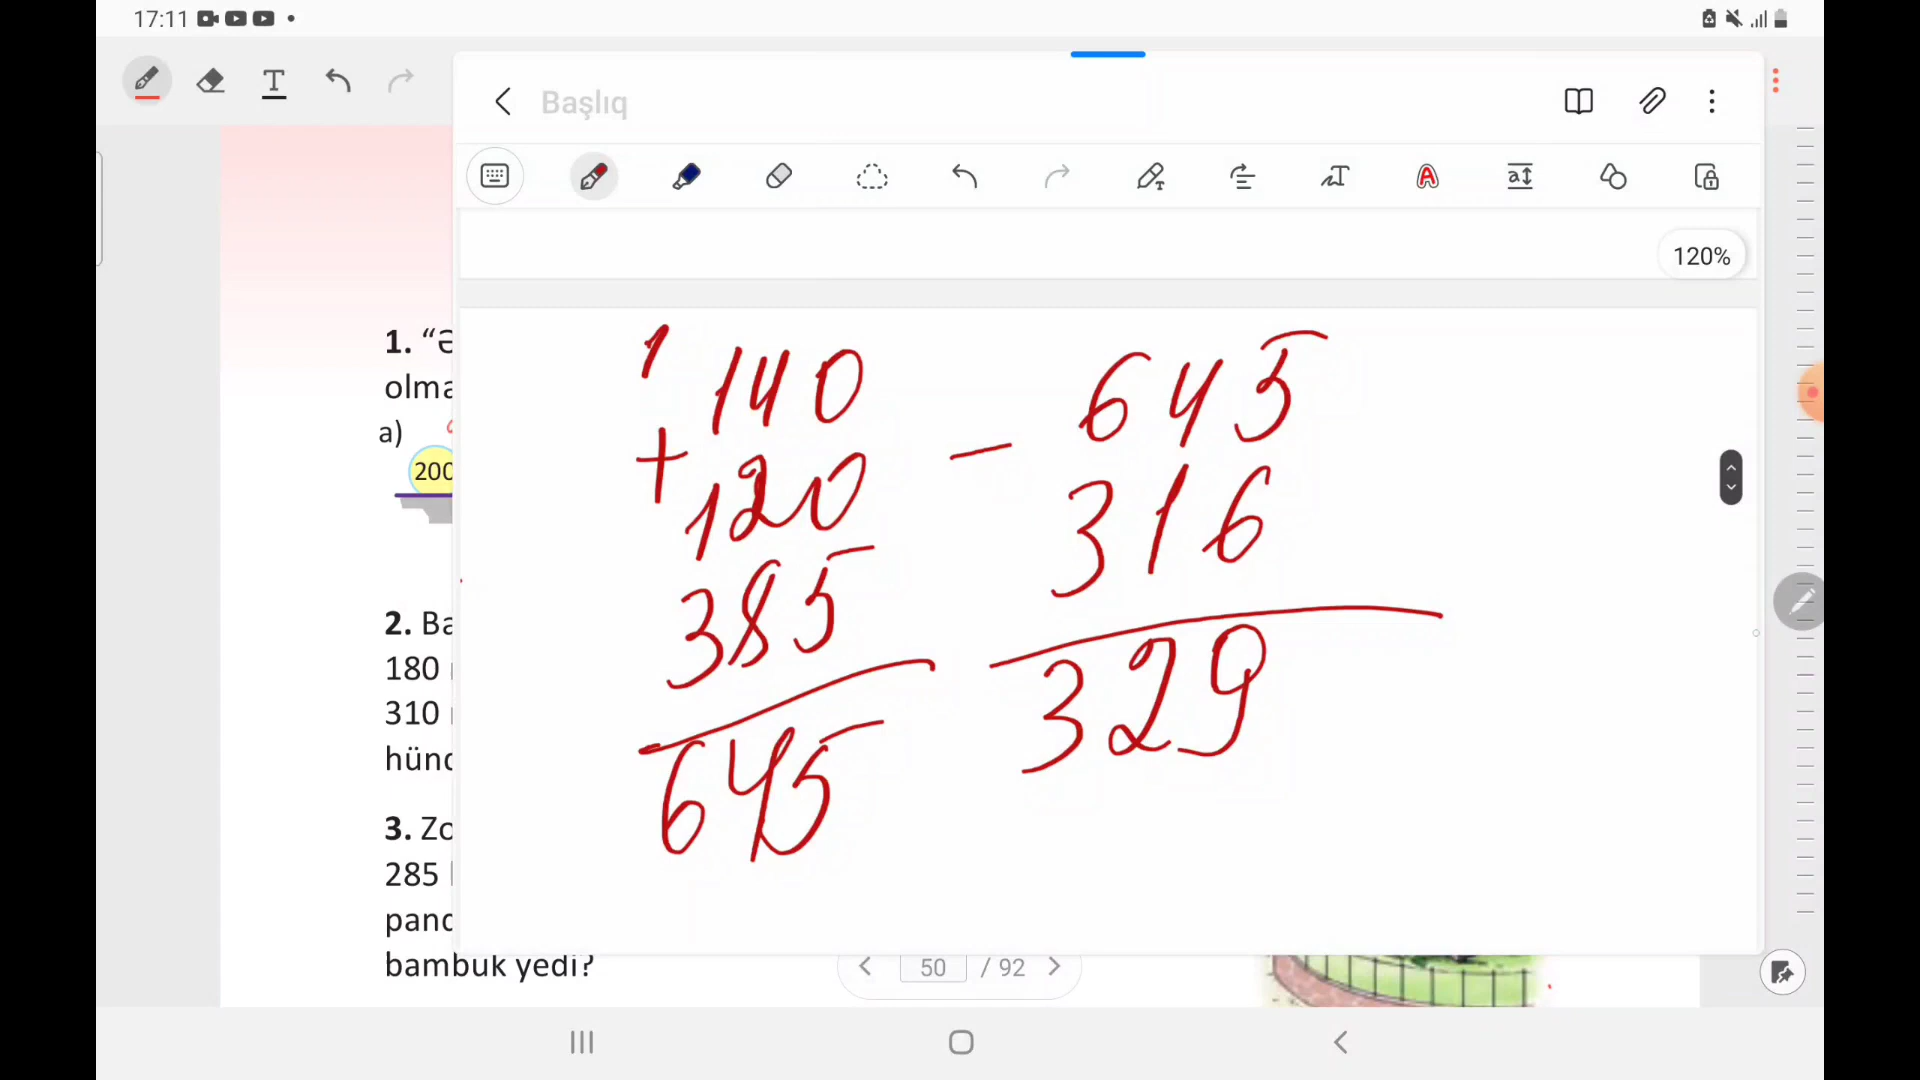 17:11
Başlıq
120%
1. “Ə
olma
a)
200
2. Ba
180
310
hünd
3. Zo
285
pand
bambuk yedi?
1
140
+
120
385
645
− 645
316
329
50 / 92